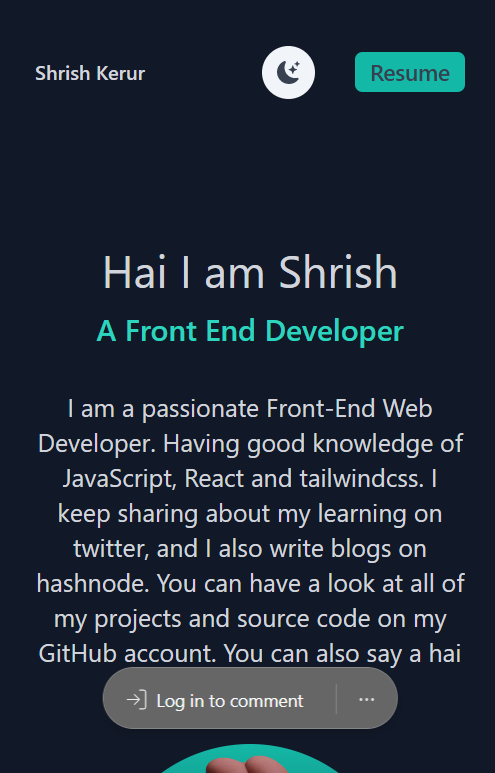 Shrish Kerur
Resume
Hai I am Shrish
A Front End Developer
I am a passionate Front-End Web
Developer. Having good knowledge of
JavaScript, React and tailwindcss. I
keep sharing about my learning on
twitter, and I also write blogs on
hashnode. You can have a look at all of
my projects and source code on my
GitHub account. You can also say a hai
Log in to comment